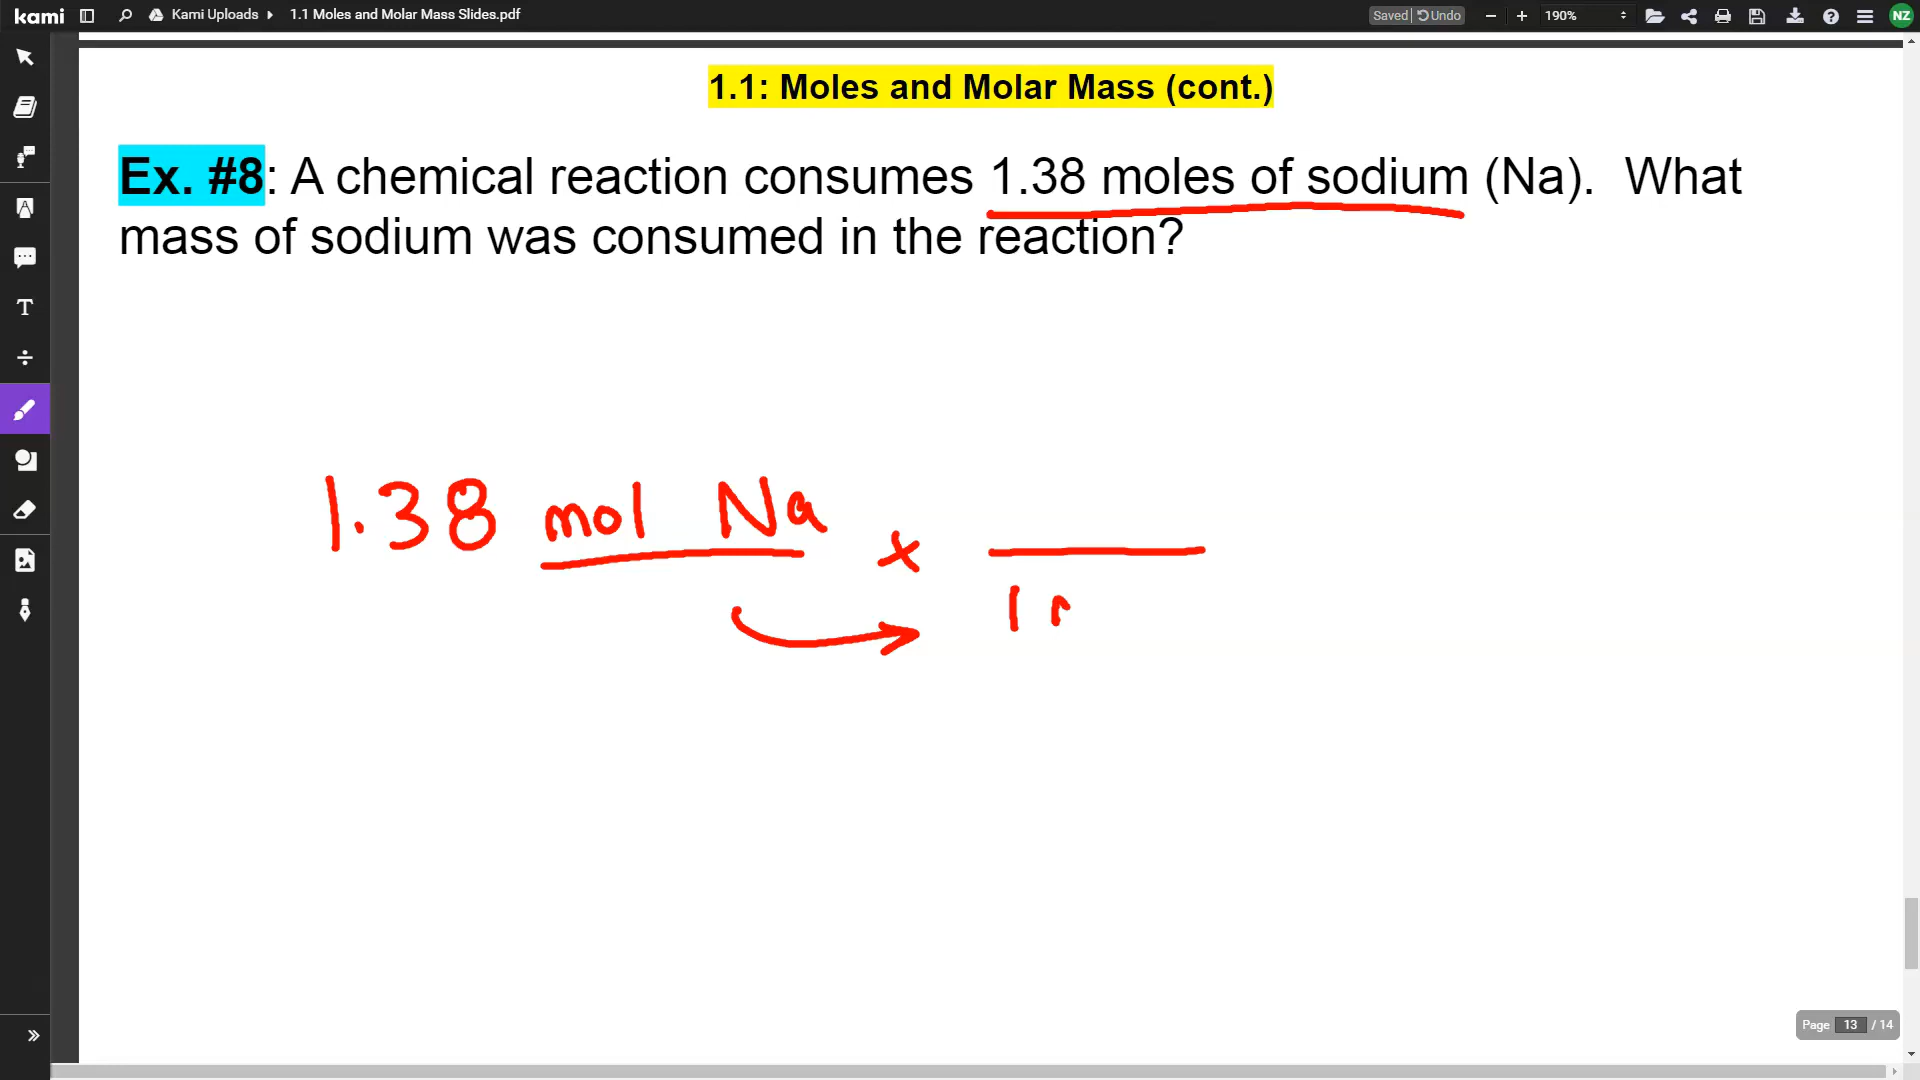 kami Kami Uploads 1.1 Moles and Molar Mass Slides.pdf Saved Undo 190% NZ
1.1: Moles and Molar Mass (cont.)
Ex. #8: A chemical reaction consumes 1.38 moles of sodium (Na). What
mass of sodium was consumed in the reaction?
1.38 mol Na x
1
Page 13 / 14